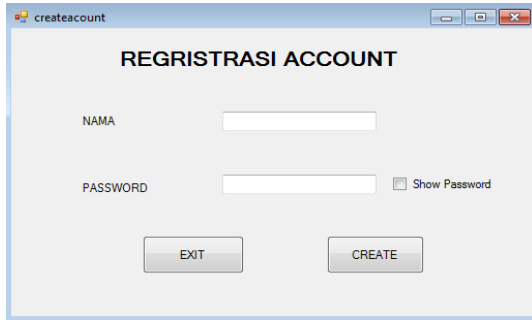 createacount
REGRISTRASI ACCOUNT
NAMA
PASSWORD
Show Password
EXIT
CREATE